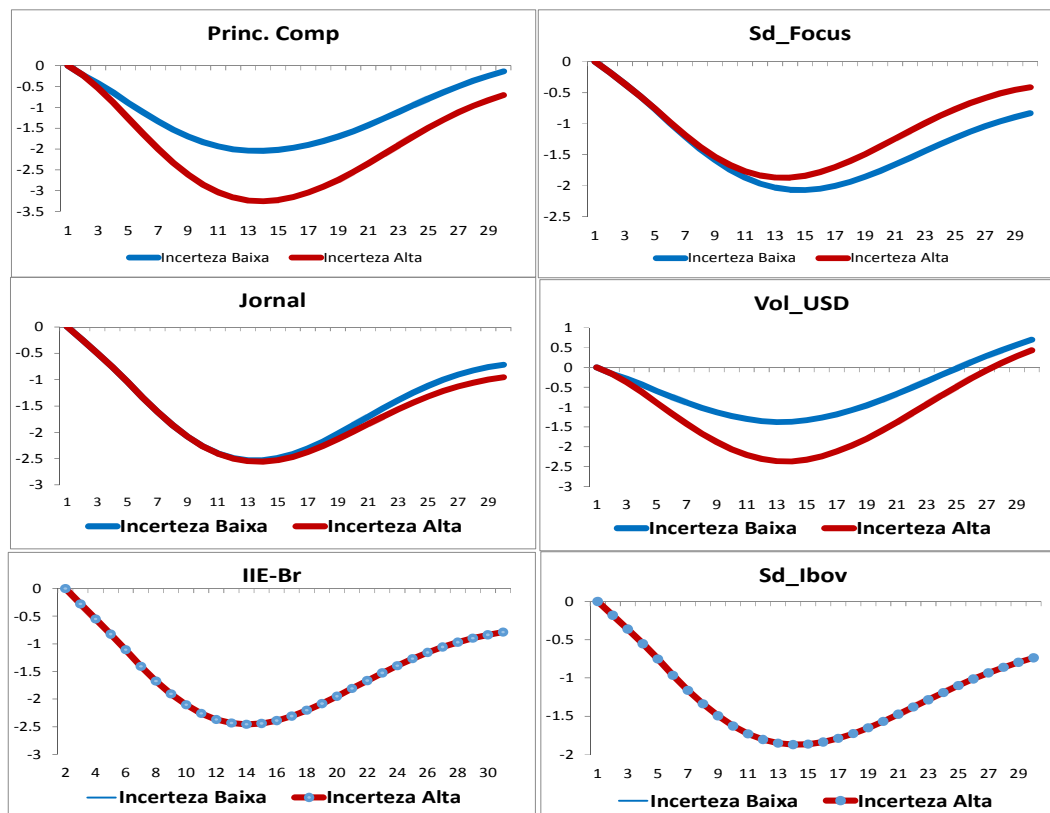 Princ. Comp
0
-0.5
-1
-1.5
-2
-2.5
-3
-3.5
1 3 5 7 9 11 13 15 17 19 21 23 25 27 29
Incerteza Baixa Incerteza Alta
Sd_Focus
0
-0.5
-1
-1.5
-2
-2.5
1 3 5 7 9 11 13 15 17 19 21 23 25 27 29
Incerteza Baixa Incerteza Alta
Jornal
0
-0.5
-1
-1.5
-2
-2.5
-3
1 3 5 7 9 11 13 15 17 19 21 23 25 27 29
Incerteza Baixa Incerteza Alta
Vol_USD
1
0.5
0
-0.5
-1
-1.5
-2
-2.5
-3
1 3 5 7 9 11 13 15 17 19 21 23 25 27 29
Incerteza Baixa Incerteza Alta
IIE-Br
0
-0.5
-1
-1.5
-2
-2.5
-3
2 4 6 8 10 12 14 16 18 20 22 24 26 28 30
Incerteza Baixa Incerteza Alta
Sd_Ibov
0
-0.5
-1
-1.5
-2
1 3 5 7 9 11 13 15 17 19 21 23 25 27 29
Incerteza Baixa Incerteza Alta